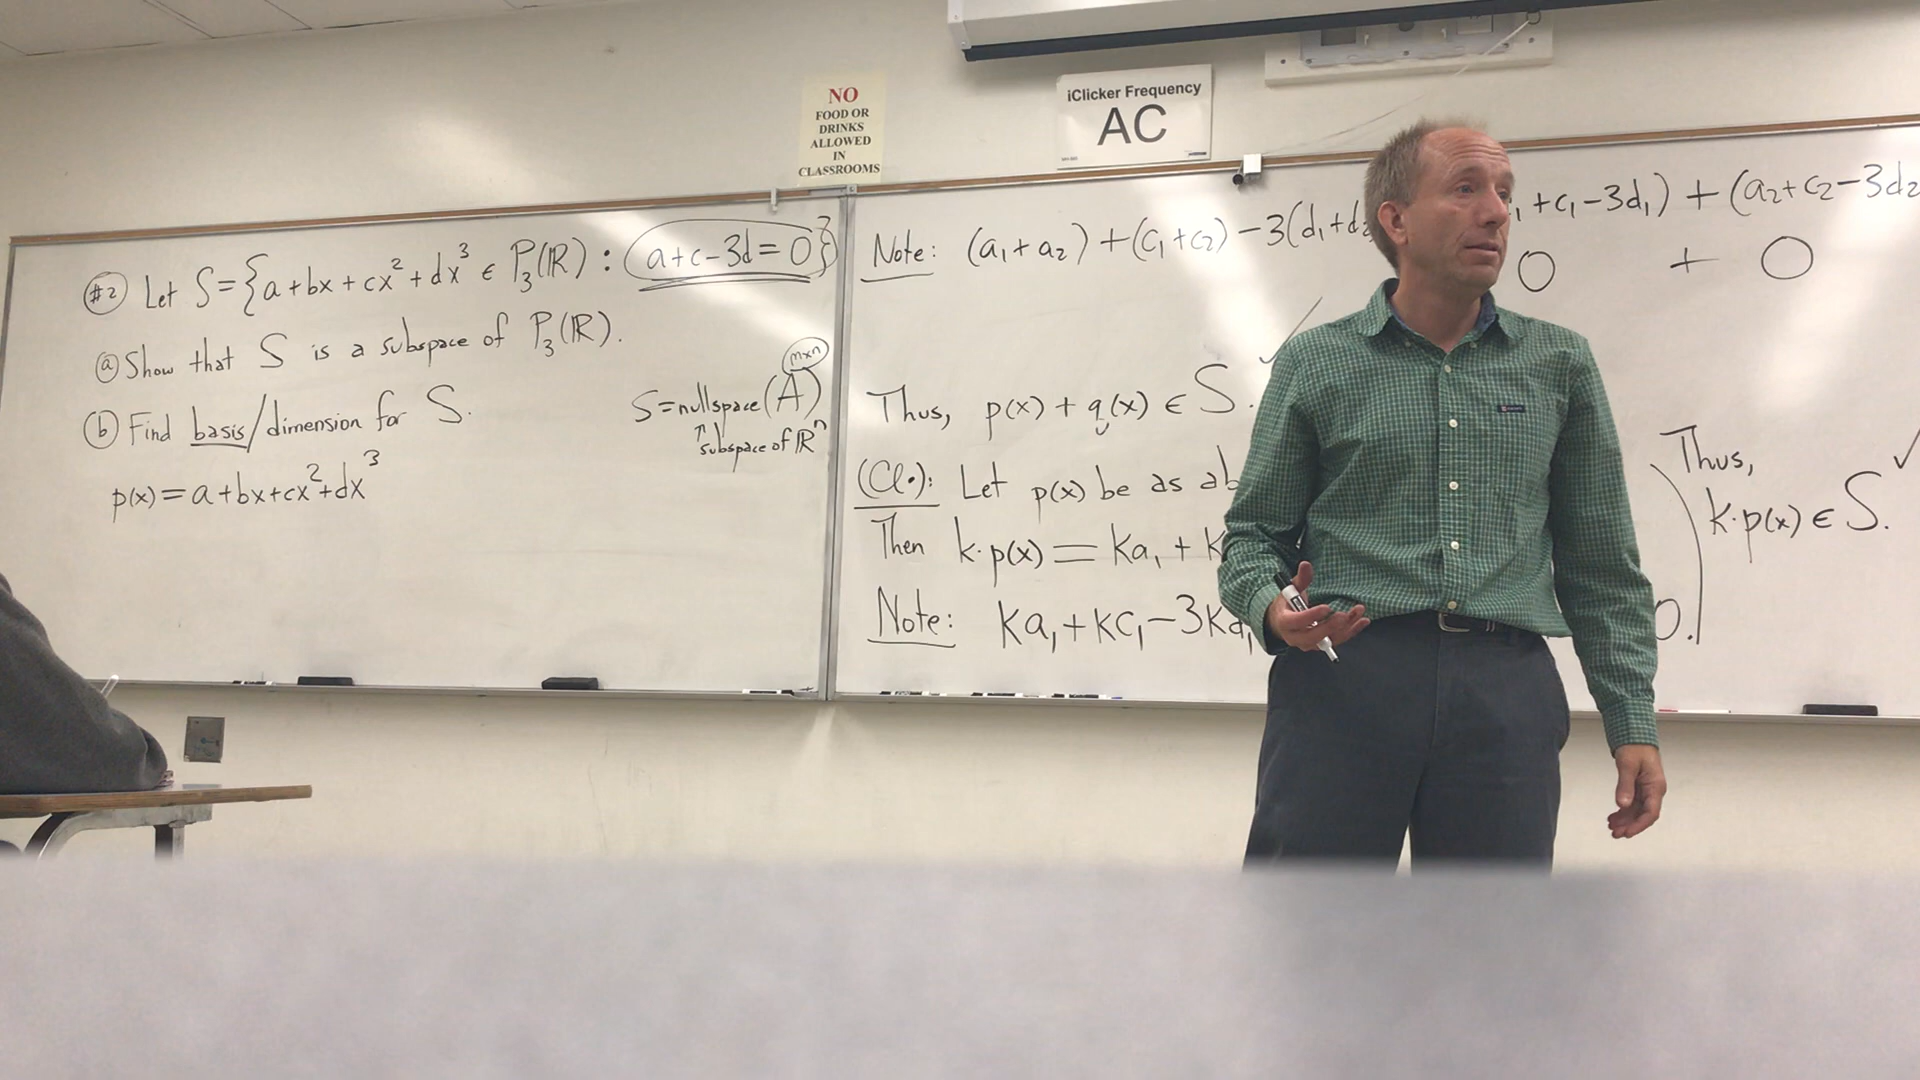 NO
FOOD OR
DRINKS
ALLOWED
IN
CLASSROOMS
iClicker Frequency
AC
#2 Let S = {a + bx + cx² + dx³ ∈ P₃(ℝ) : a + c - 3d = 0}
(a) Show that S is a subspace of P₃(ℝ).
(b) Find basis/dimension for S.
p(x) = a + bx + cx² + dx³
m×n
S = nullspace(A)
↑ subspace of ℝⁿ
Note: (a₁ + a₂) + (c₁ + c₂) - 3(d₁ + d₂
+ c₁ - 3d₁) + (a₂ + c₂ - 3d₂
0 + 0
Thus, p(x) + q(x) ∈ S. ✓
(Cl•): Let p(x) be as ab
Then k·p(x) = ka₁ +
Note: ka₁ + kc₁ - 3kd₁
0.
Thus, ✓
k·p(x) ∈ S.